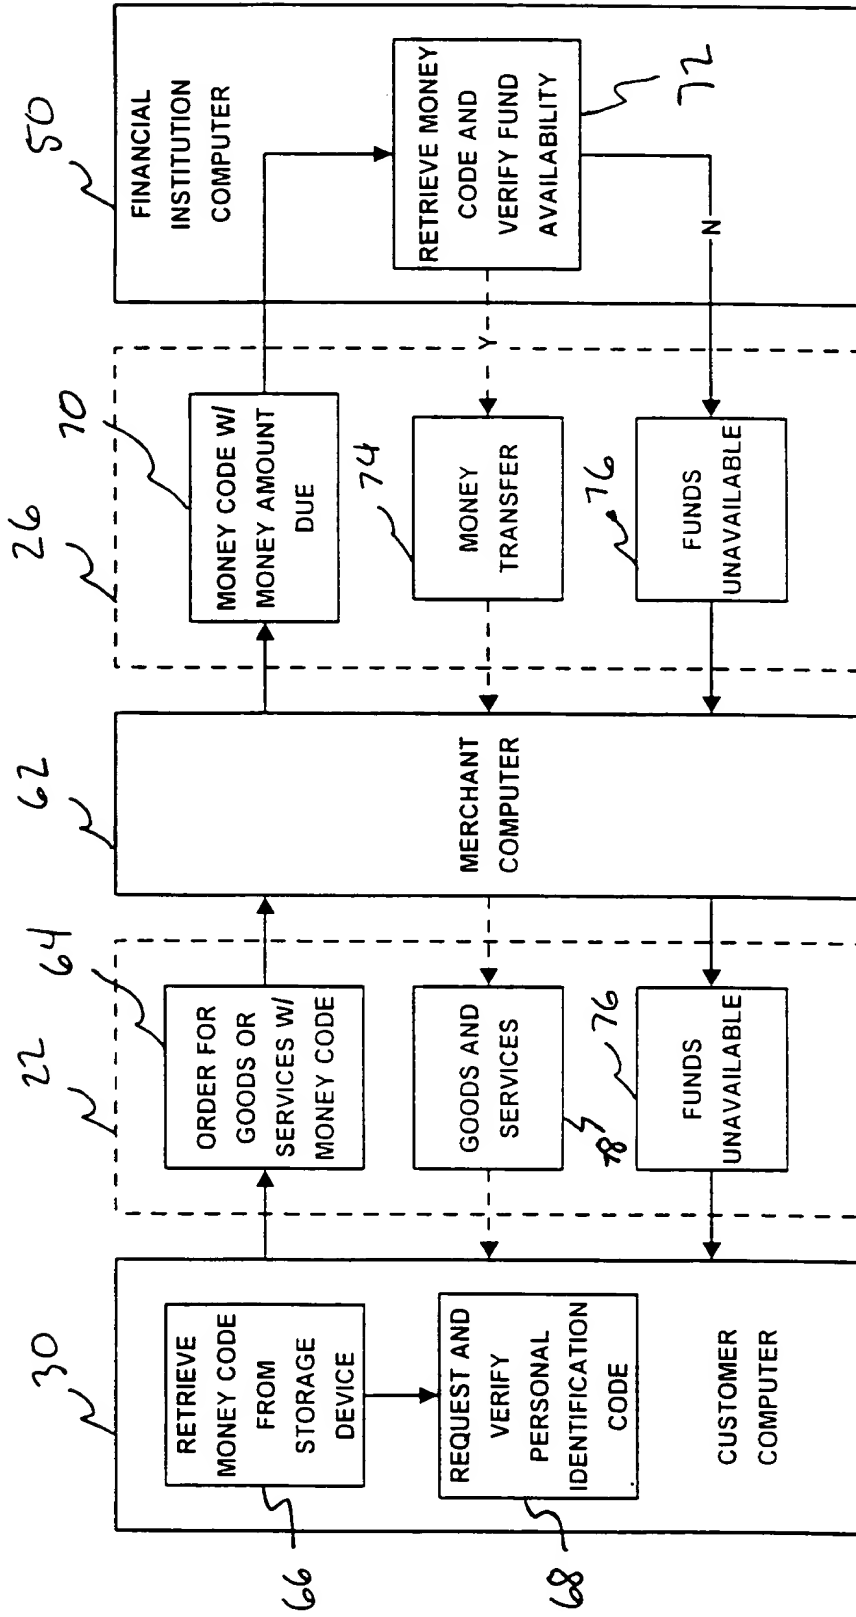 30
22
64
62
26
70
50
RETRIEVE
MONEY CODE
FROM
STORAGE
DEVICE
66
REQUEST AND
VERIFY
PERSONAL
IDENTIFICATION
CODE
68
CUSTOMER
COMPUTER
ORDER FOR
GOODS OR
SERVICES W/
MONEY CODE
GOODS AND
SERVICES
78
FUNDS
UNAVAILABLE
76
MERCHANT
COMPUTER
MONEY CODE W/
MONEY AMOUNT
DUE
MONEY
TRANSFER
74
FUNDS
UNAVAILABLE
76
FINANCIAL
INSTITUTION
COMPUTER
RETRIEVE MONEY
CODE AND
VERIFY FUND
AVAILABILITY
72
Y
N